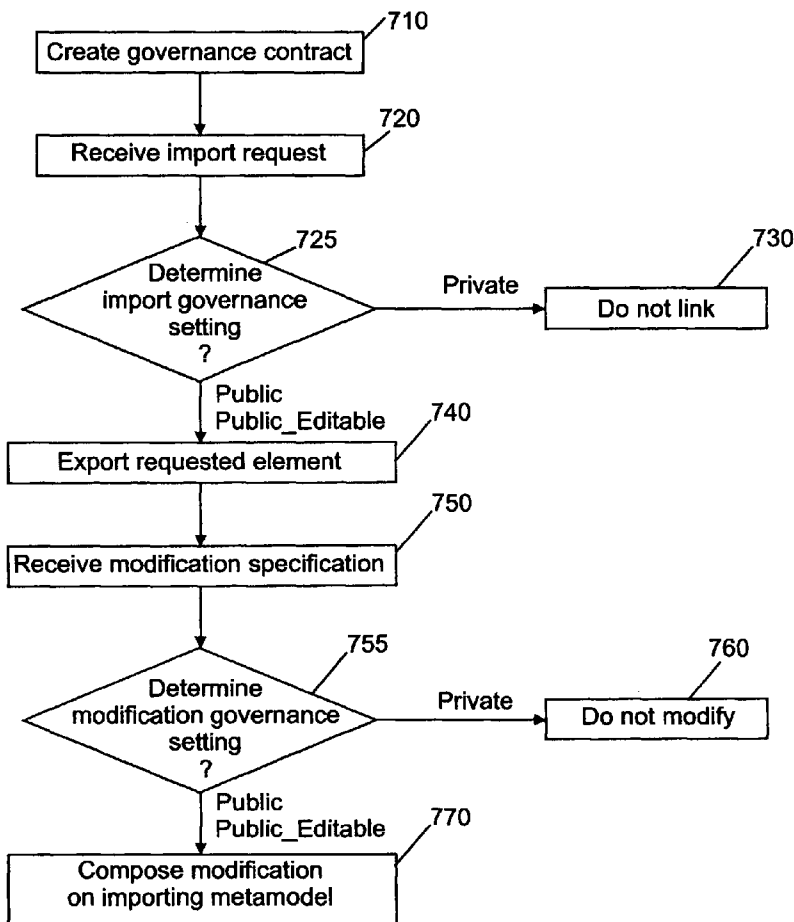 710
Create governance contract
720
Receive import request
725
Determine
import governance
setting
?
Private
730
Do not link
Public
Public_Editable
740
Export requested element
750
Receive modification specification
755
Determine
modification governance
setting
?
Private
760
Do not modify
Public
Public_Editable
770
Compose modification
on importing metamodel